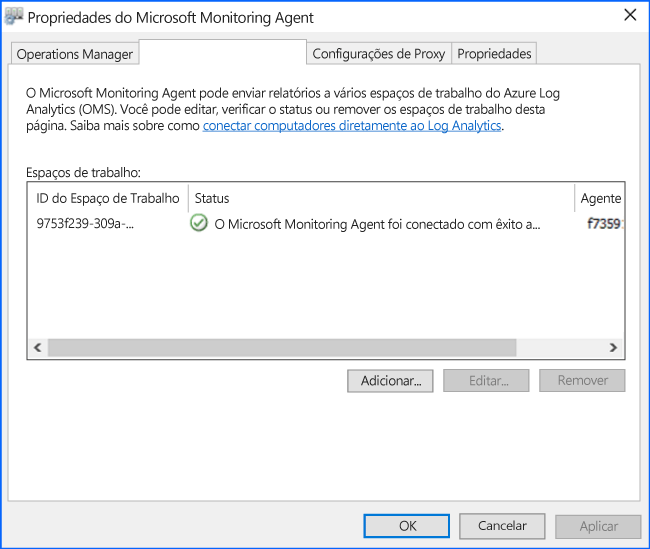 Propriedades do Microsoft Monitoring Agent
Operations Manager
Configurações de Proxy
Propriedades
O Microsoft Monitoring Agent pode enviar relatórios a vários espaços de trabalho do Azure Log
Analytics (OMS). Você pode editar, verificar o status ou remover os espaços de trabalho desta
página. Saiba mais sobre como conectar computadores diretamente ao Log Analytics.
Espaços de trabalho:
ID do Espaço de Trabalho Status Agente
9753f239-309a-... O Microsoft Monitoring Agent foi conectado com êxito a... f7359
Adicionar... Editar... Remover
OK Cancelar Aplicar